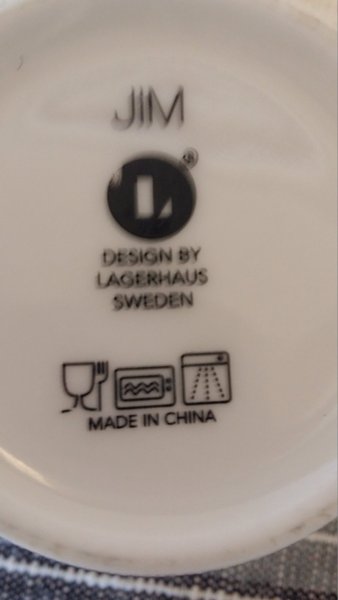 JIM
L®
DESIGN BY
LAGERHAUS
SWEDEN
MADE IN CHINA